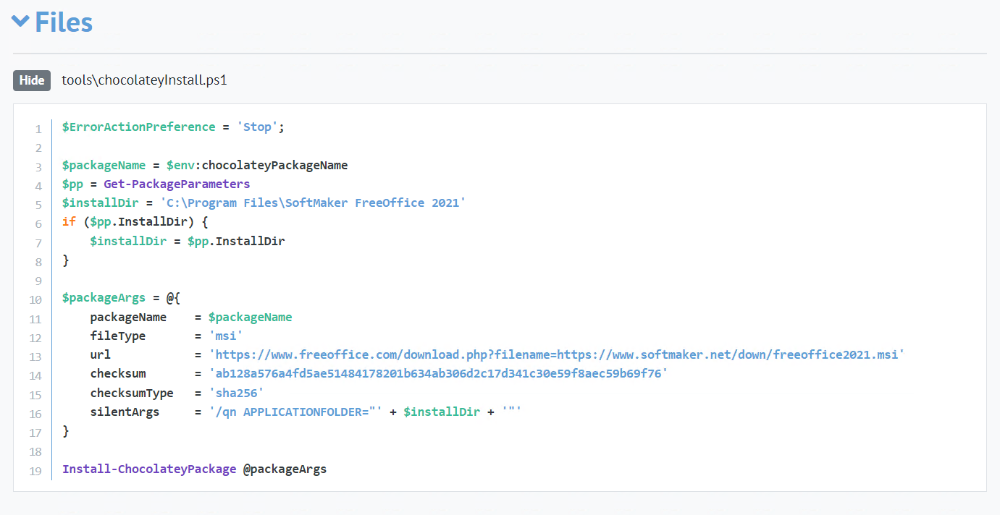 Files
Hide tools\chocolateyInstall.ps1
1 $ErrorActionPreference = 'Stop';
2
3 $packageName = $env:chocolateyPackageName
4 $pp = Get-PackageParameters
5 $installDir = 'C:\Program Files\SoftMaker FreeOffice 2021'
6 if ($pp.InstallDir) {
7     $installDir = $pp.InstallDir
8 }
9
10 $packageArgs = @{
11     packageName    = $packageName
12     fileType       = 'msi'
13     url            = 'https://www.freeoffice.com/download.php?filename=https://www.softmaker.net/down/freeoffice2021.msi'
14     checksum       = 'ab128a576a4fd5ae51484178201b634ab306d2c17d341c30e59f8aec59b69f76'
15     checksumType   = 'sha256'
16     silentArgs     = '/qn APPLICATIONFOLDER="' + $installDir + '"'
17 }
18
19 Install-ChocolateyPackage @packageArgs